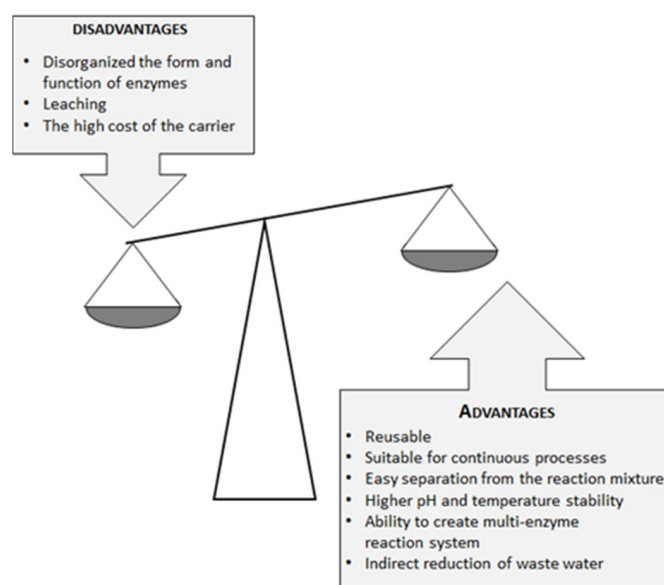 DISADVANTAGES
• Disorganized the form and
function of enzymes
• Leaching
• The high cost of the carrier
ADVANTAGES
• Reusable
• Suitable for continuous processes
• Easy separation from the reaction mixture
• Higher pH and temperature stability
• Ability to create multi-enzyme
reaction system
• Indirect reduction of waste water